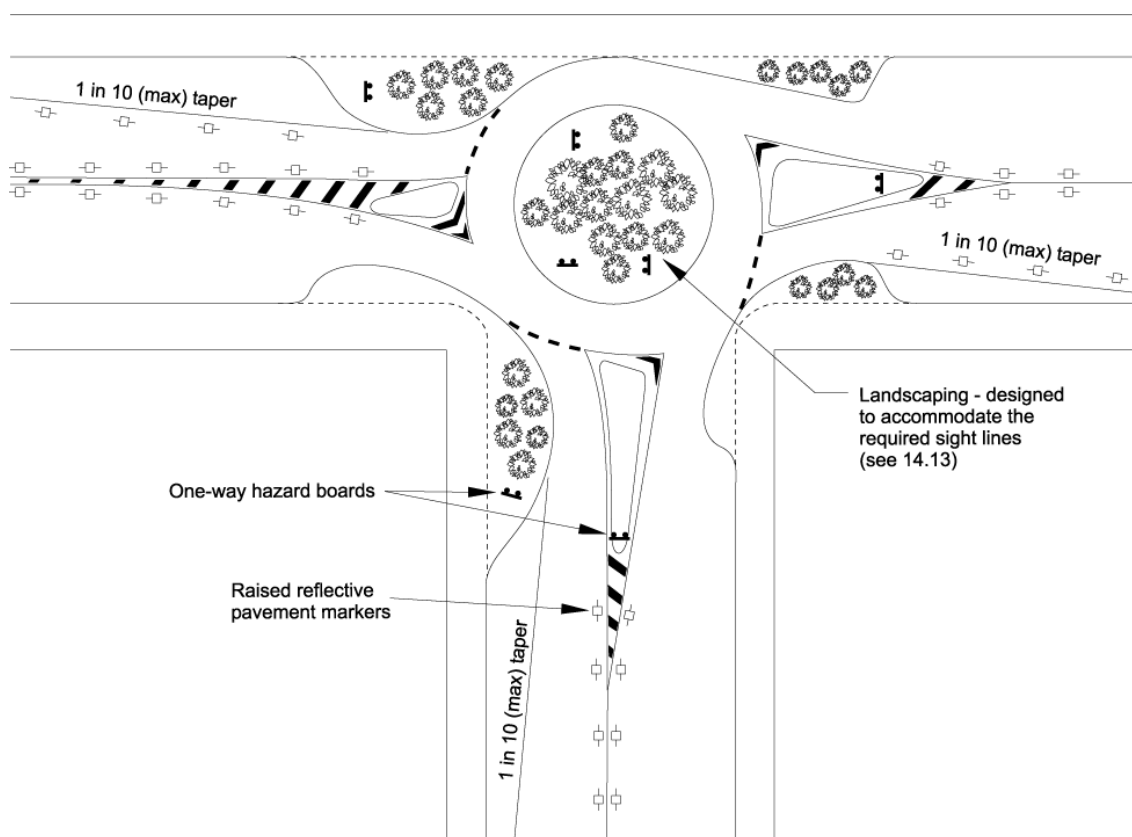 1 in 10 (max) taper
1 in 10 (max) taper
Landscaping - designed
to accommodate the
required sight lines
(see 14.13)
One-way hazard boards
Raised reflective
pavement markers
1 in 10 (max) taper